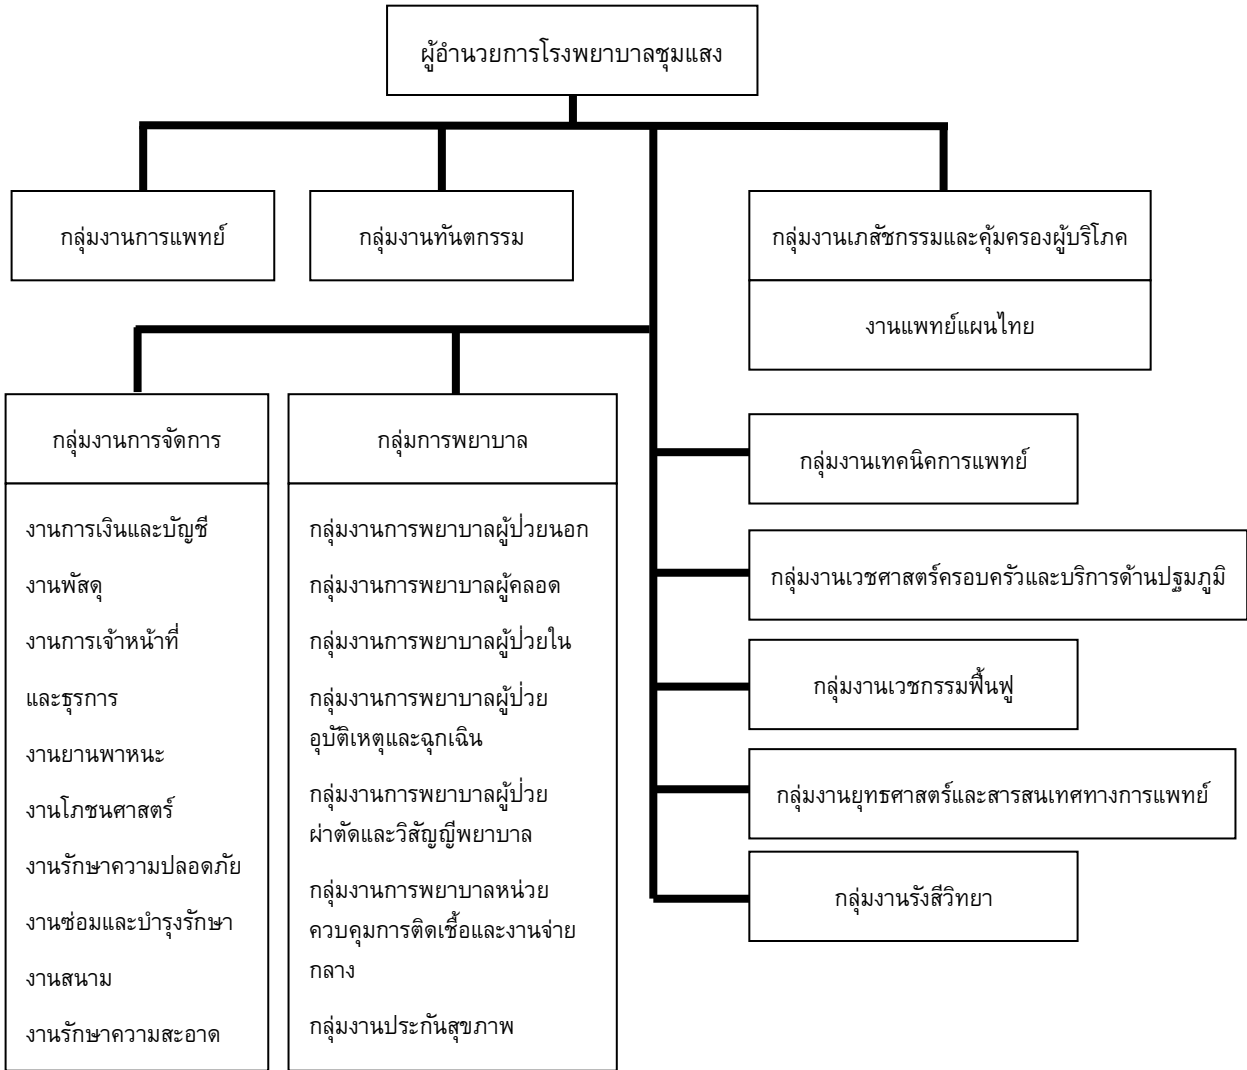 ผู้อำนวยการโรงพยาบาลชุมแสง
กลุ่มงานการแพทย์
กลุ่มงานทันตกรรม
กลุ่มงานเภสัชกรรมและคุ้มครองผู้บริโภค
งานแพทย์แผนไทย
กลุ่มงานการจัดการ
งานการเงินและบัญชี
งานพัสดุ
งานการเจ้าหน้าที่
และธุรการ
งานยานพาหนะ
งานโภชนศาสตร์
งานรักษาความปลอดภัย
งานซ่อมและบำรุงรักษา
งานสนาม
งานรักษาความสะอาด
กลุ่มการพยาบาล
กลุ่มงานการพยาบาลผู้ป่วยนอก
กลุ่มงานการพยาบาลผู้คลอด
กลุ่มงานการพยาบาลผู้ป่วยใน
กลุ่มงานการพยาบาลผู้ป่วย
อุบัติเหตุและฉุกเฉิน
กลุ่มงานการพยาบาลผู้ป่วย
ผ่าตัดและวิสัญญีพยาบาล
กลุ่มงานการพยาบาลหน่วย
ควบคุมการติดเชื้อและงานจ่าย
กลาง
กลุ่มงานประกันสุขภาพ
กลุ่มงานเทคนิคการแพทย์
กลุ่มงานเวชศาสตร์ครอบครัวและบริการด้านปฐมภูมิ
กลุ่มงานเวชกรรมฟื้นฟู
กลุ่มงานยุทธศาสตร์และสารสนเทศทางการแพทย์
กลุ่มงานรังสีวิทยา